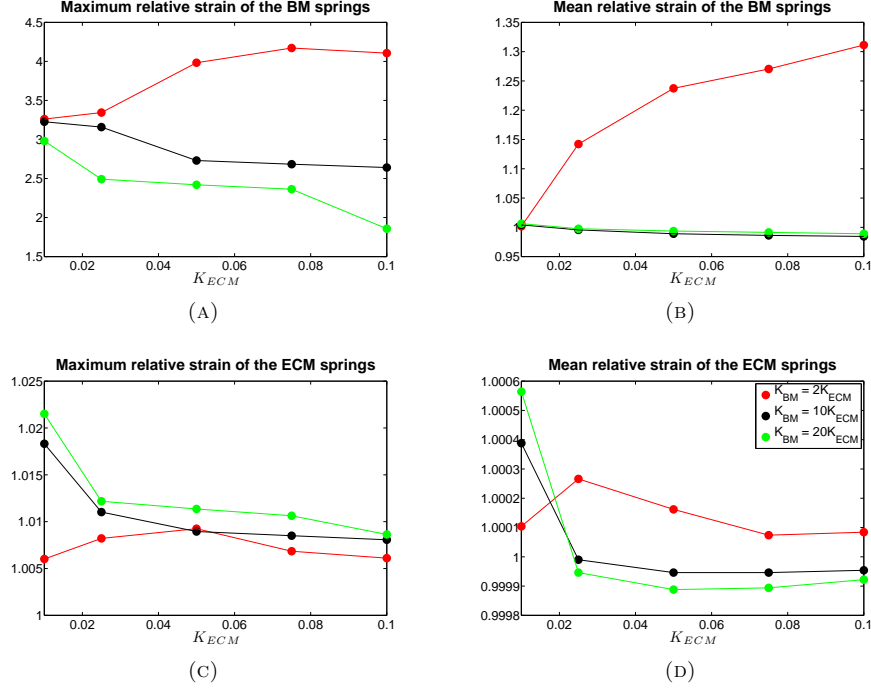 Maximum relative strain of the BM springs
4.5
4
3.5
3
2.5
2
1.5
0.02 0.04 0.06 0.08 0.1
K_ECM
(A)
Mean relative strain of the BM springs
1.35
1.3
1.25
1.2
1.15
1.1
1.05
1
0.95
0.02 0.04 0.06 0.08 0.1
K_ECM
(B)
Maximum relative strain of the ECM springs
1.025
1.02
1.015
1.01
1.005
1
0.02 0.04 0.06 0.08 0.1
K_ECM
(C)
Mean relative strain of the ECM springs
1.0006
1.0005
1.0004
1.0003
1.0002
1.0001
1
0.9999
0.9998
K_BM = 2K_ECM
K_BM = 10K_ECM
K_BM = 20K_ECM
0.02 0.04 0.06 0.08 0.1
K_ECM
(D)